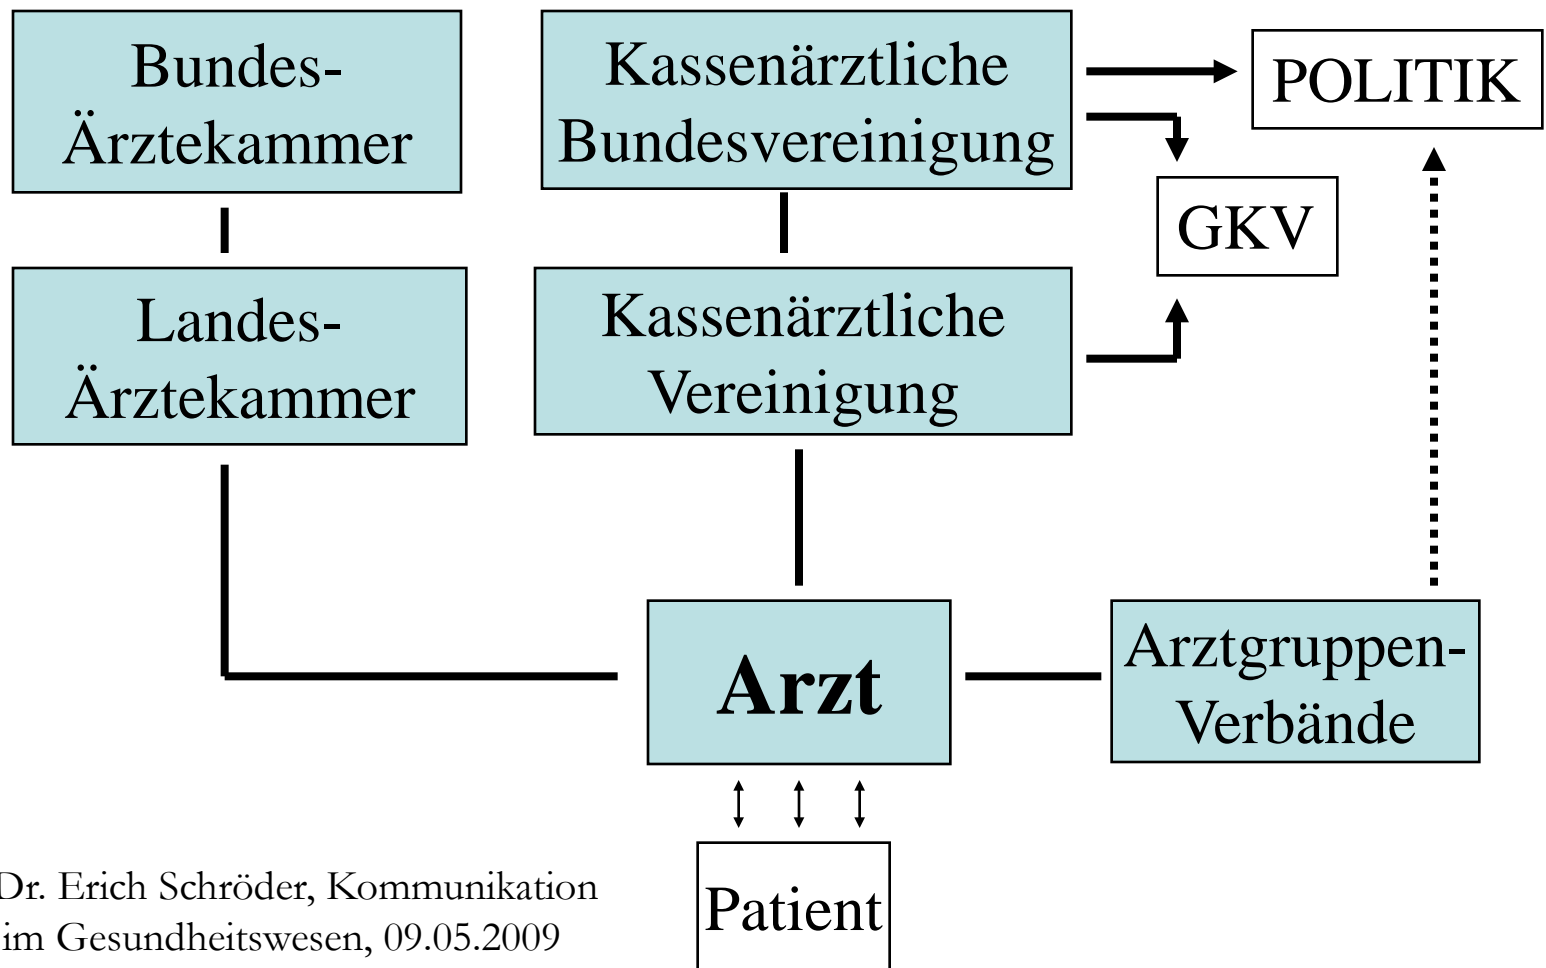 Bundes-
Ärztekammer
Kassenärztliche
Bundesvereinigung
POLITIK
GKV
Landes-
Ärztekammer
Kassenärztliche
Vereinigung
Arzt
Arztgruppen-
Verbände
Patient
Dr. Erich Schröder, Kommunikation
im Gesundheitswesen, 09.05.2009